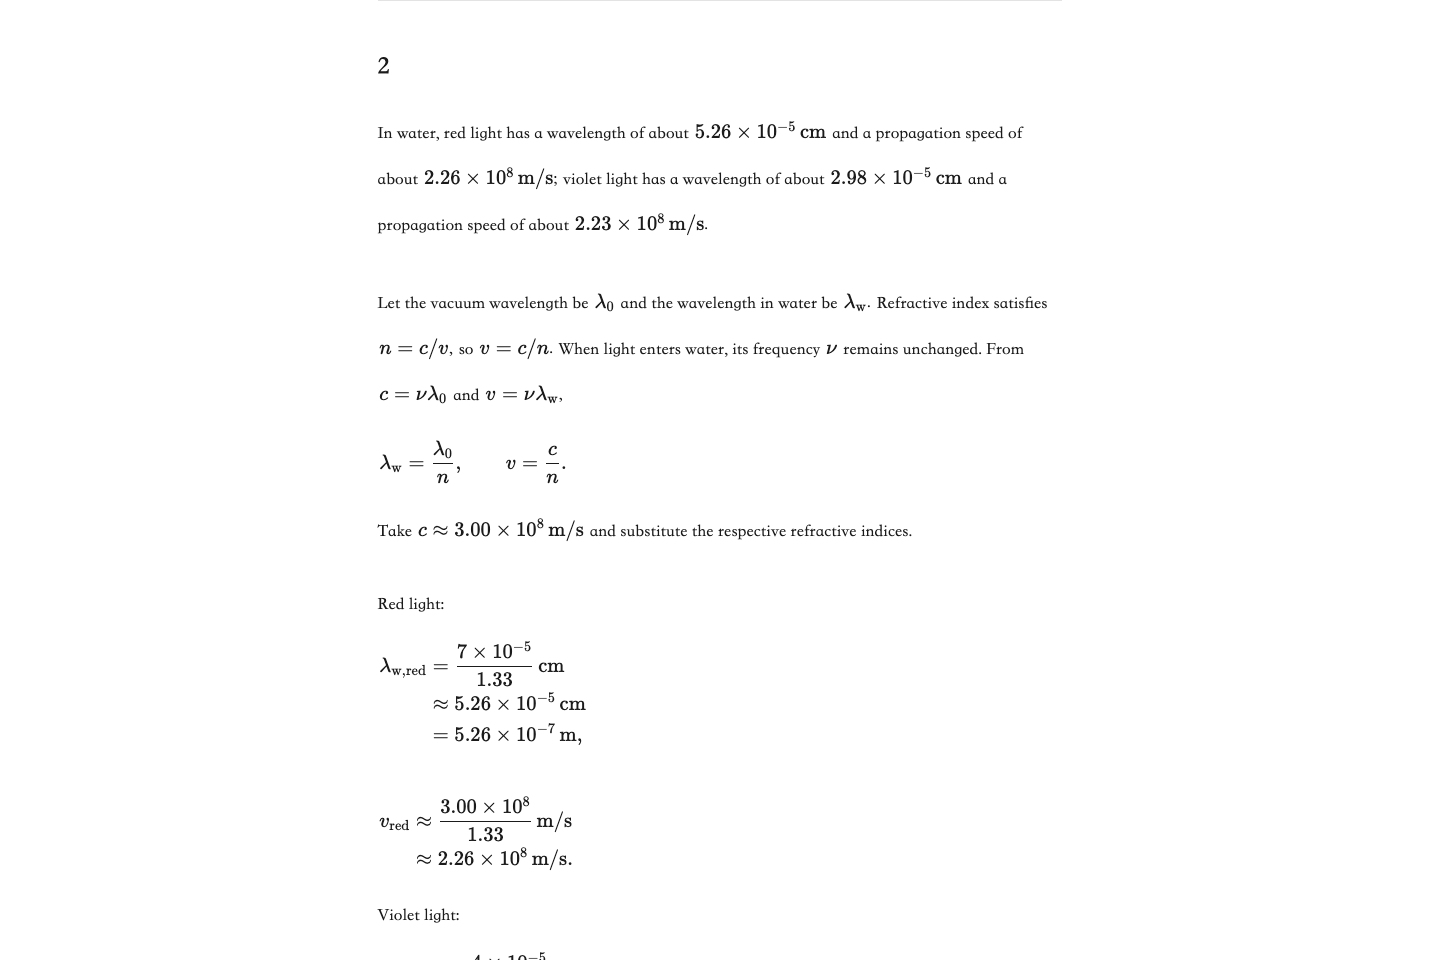 2
In water, red light has a wavelength of about 5.26 × 10⁻⁵ cm and a propagation speed of
about 2.26 × 10⁸ m/s; violet light has a wavelength of about 2.98 × 10⁻⁵ cm and a
propagation speed of about 2.23 × 10⁸ m/s.
Let the vacuum wavelength be λ₀ and the wavelength in water be λ_w. Refractive index satisfies
n = c/v, so v = c/n. When light enters water, its frequency ν remains unchanged. From
c = νλ₀ and v = νλ_w,
λ_w = λ₀/n, v = c/n.
Take c ≈ 3.00 × 10⁸ m/s and substitute the respective refractive indices.
Red light:
λ_w,red = 7 × 10⁻⁵/1.33 cm
≈ 5.26 × 10⁻⁵ cm
= 5.26 × 10⁻⁷ m,
v_red ≈ 3.00 × 10⁸/1.33 m/s
≈ 2.26 × 10⁸ m/s.
Violet light: